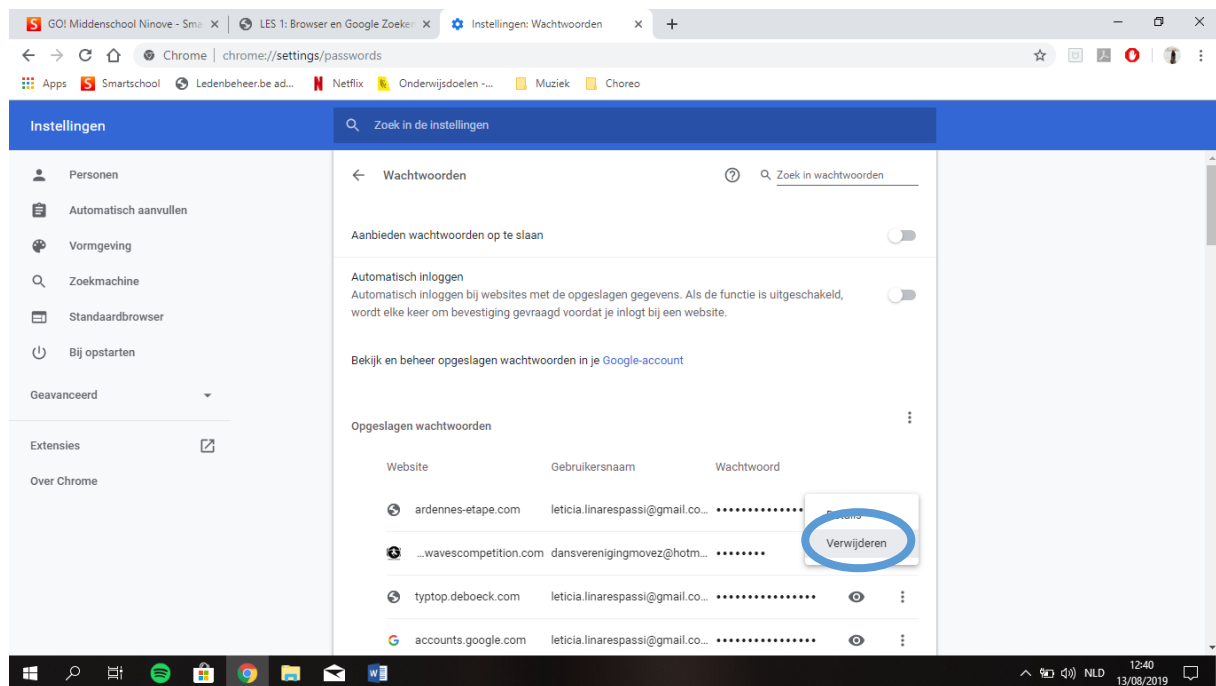 GO! Middenschool Ninove - Sma
LES 1: Browser en Google Zoeken
Instellingen: Wachtwoorden
Chrome | chrome://settings/passwords
Apps
Smartschool
Ledenbeheer.be ad...
Netflix
Onderwijsdoelen -...
Muziek
Choreo
Instellingen
Zoek in de instellingen
Personen
Automatisch aanvullen
Vormgeving
Zoekmachine
Standaardbrowser
Bij opstarten
Geavanceerd
Extensies
Over Chrome
Wachtwoorden
Zoek in wachtwoorden
Aanbieden wachtwoorden op te slaan
Automatisch inloggen
Automatisch inloggen bij websites met de opgeslagen gegevens. Als de functie is uitgeschakeld,
wordt elke keer om bevestiging gevraagd voordat je inlogt bij een website.
Bekijk en beheer opgeslagen wachtwoorden in je Google-account
Opgeslagen wachtwoorden
Website Gebruikersnaam Wachtwoord
ardennes-etape.com leticia.linarespassi@gmail.co... •••••••••••••••
Verwijderen
...wavescompetition.com dansverenigingmovez@hotm... ••••••••
typtop.deboeck.com leticia.linarespassi@gmail.co... ••••••••••••••••
accounts.google.com leticia.linarespassi@gmail.co... ••••••••••••••••
NLD
12:40
13/08/2019